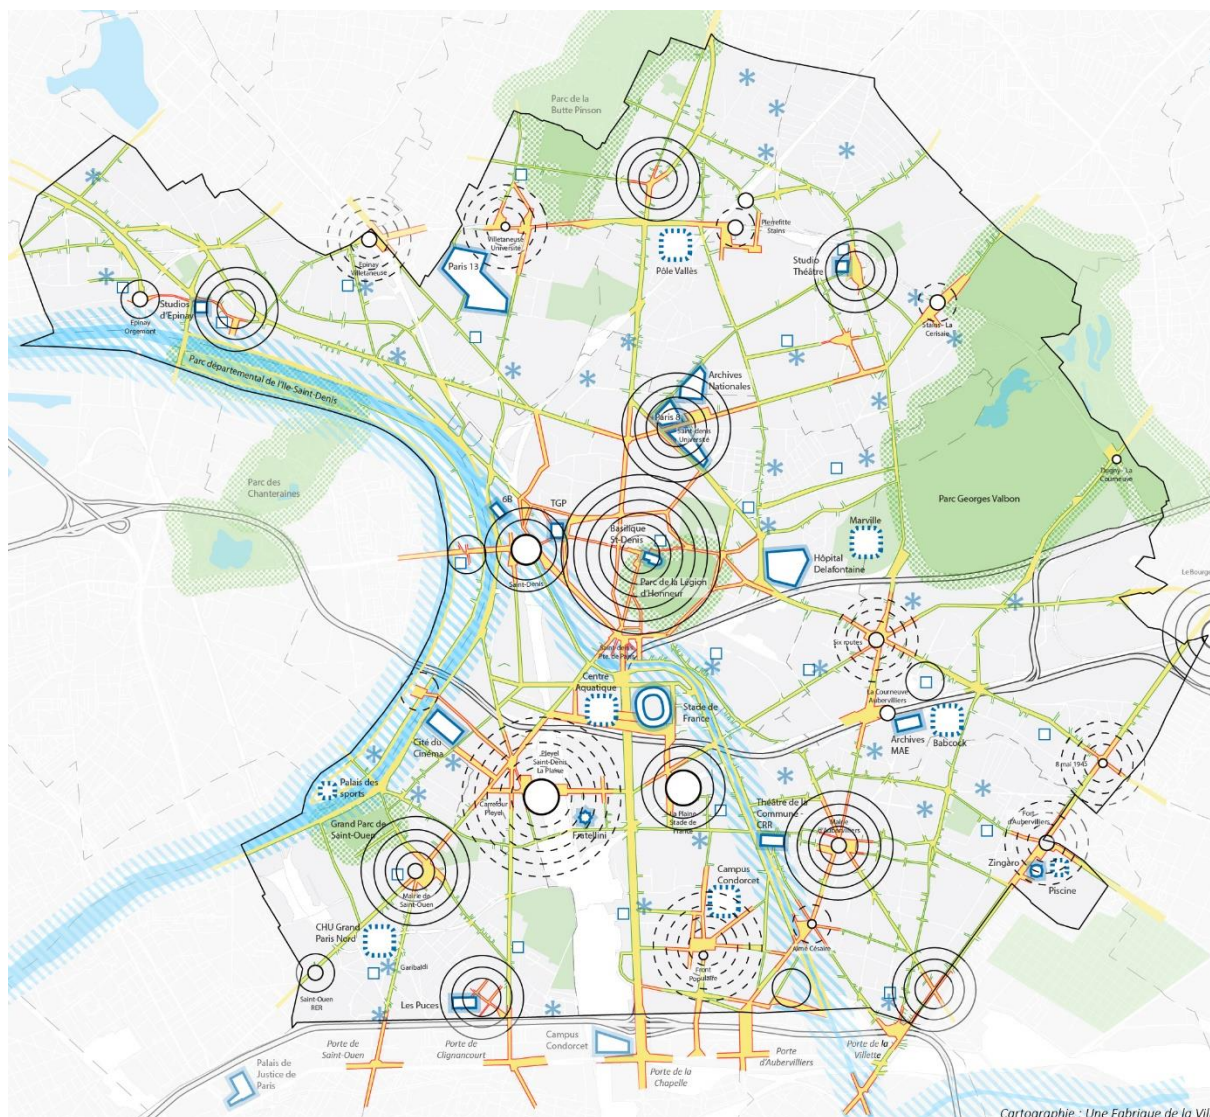 Parc de la
Butte Pinson
Villetaneuse
Université
Pierrefitte
Stains
Epinay
Villetaneuse
Paris 13
Pôle Vallès
Studio
Théâtre
Epinay
Orgemont
Studios
d'Epinay
Stains - La
Cerisaie
Parc départemental de l'Ile-Saint-Denis
Archives
Nationales
Paris 8
Saint-denis
Université
Dugny - La
Courneuve
Parc des
Chanteraines
Parc Georges Valbon
6B
TGP
Basilique
St-Denis
Marville
Hôpital
Delafontaine
Saint-Denis
Parc de la Légion
d'Honneur
Six routes
Saint-denis
Pte. de Paris
Centre
Aquatique
Stade de
France
La Courneuve
Aubervilliers
Archives
MAE
Babcock
Cité du
Cinéma
Pleyel
Saint-Denis
La Plaine
8 mai 1945
Palais des
sports
Carrefour
Pleyel
La Plaine
Stade de
France
Théâtre de la
Commune -
CRR
Mairie
d'Aubervilliers
Fort
d'Aubervilliers
Grand Parc de
Saint-Ouen
Fratellini
Zingaro
Piscine
Mairie de
Saint-Ouen
Campus
Condorcet
CHU Grand
Paris Nord
Aimé Césaire
Garibaldi
Front
Populaire
Saint-Ouen
RER
Les Puces
Porte de
Saint-Ouen
Porte de
Clignancourt
Campus
Condorcet
Porte
d'Aubervilliers
Porte de la
Villette
Palais de
Justice de
Paris
Porte de la
Chapelle
Cartographie : Une Fabrique de la Vil